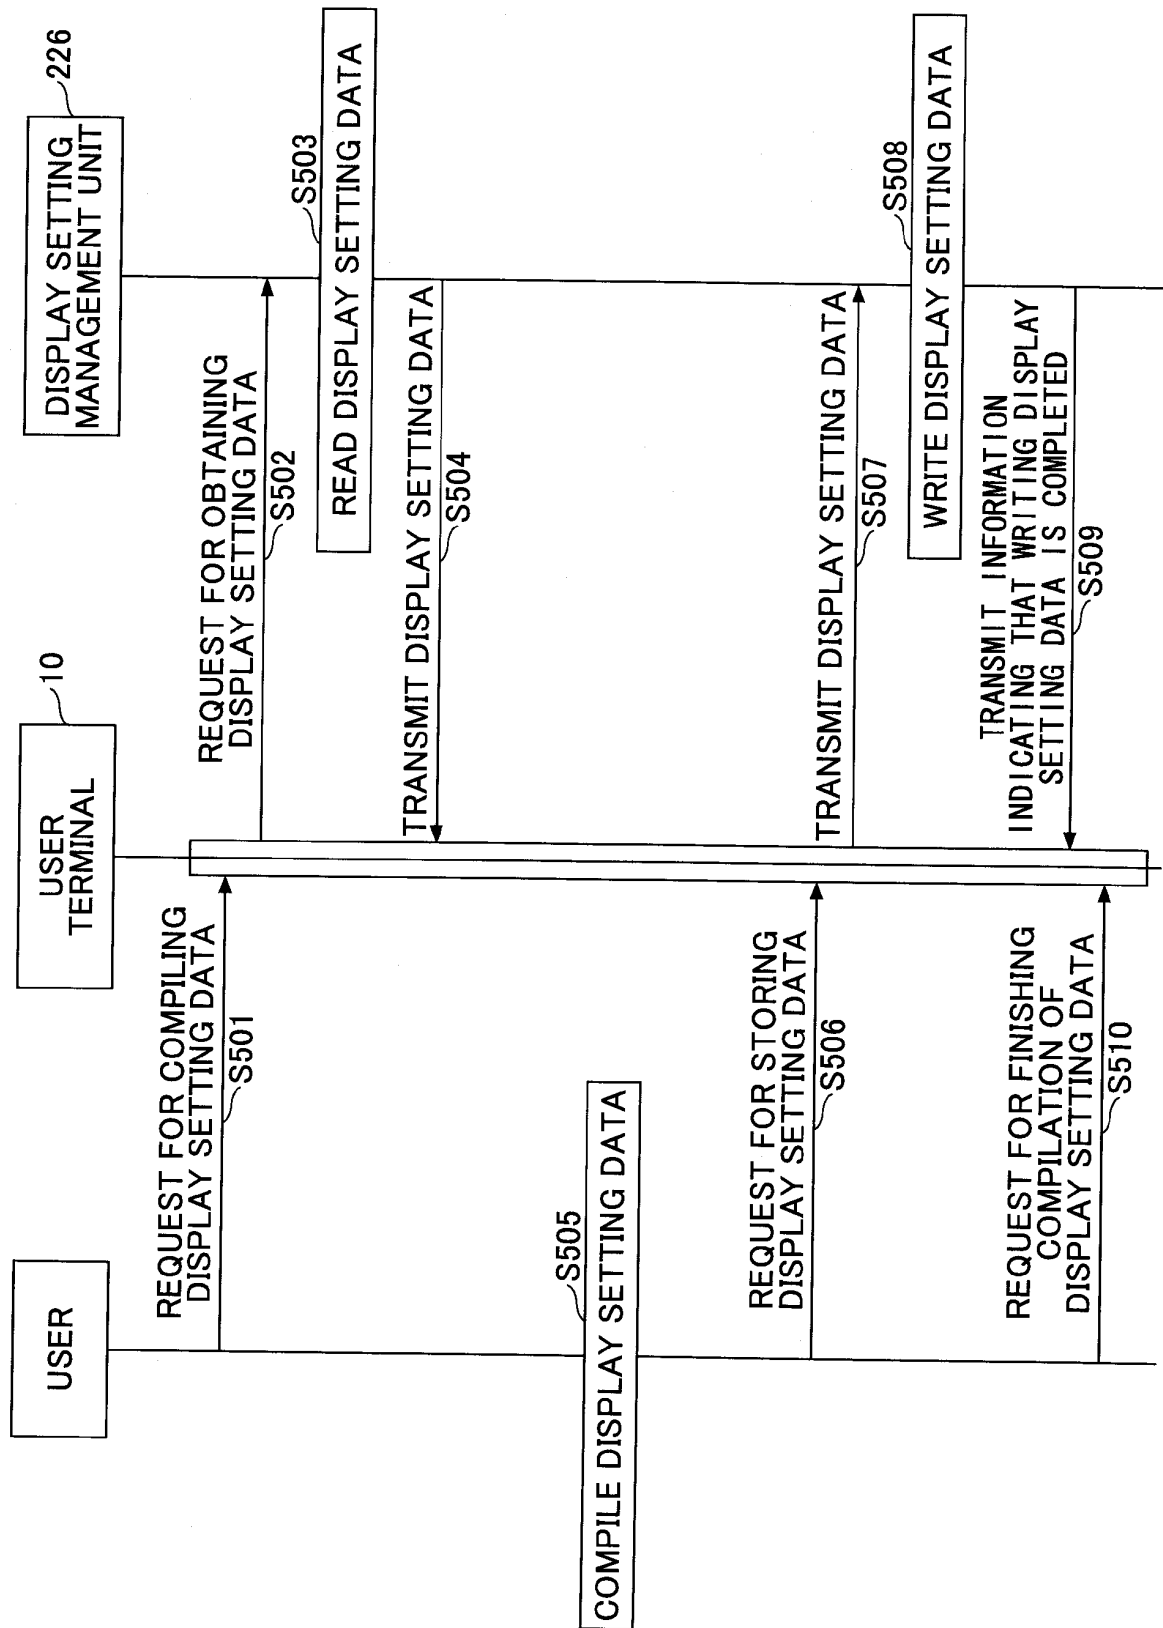 USER
USER
TERMINAL
10
DISPLAY SETTING
MANAGEMENT UNIT
226
REQUEST FOR COMPILING
DISPLAY SETTING DATA
S501
REQUEST FOR OBTAINING
DISPLAY SETTING DATA
S502
S503
READ DISPLAY SETTING DATA
TRANSMIT DISPLAY SETTING DATA
S504
S505
COMPILE DISPLAY SETTING DATA
REQUEST FOR STORING
DISPLAY SETTING DATA
S506
TRANSMIT DISPLAY SETTING DATA
S507
S508
WRITE DISPLAY SETTING DATA
TRANSMIT INFORMATION
INDICATING THAT WRITING DISPLAY
SETTING DATA IS COMPLETED
S509
REQUEST FOR FINISHING
COMPILATION OF
DISPLAY SETTING DATA
S510